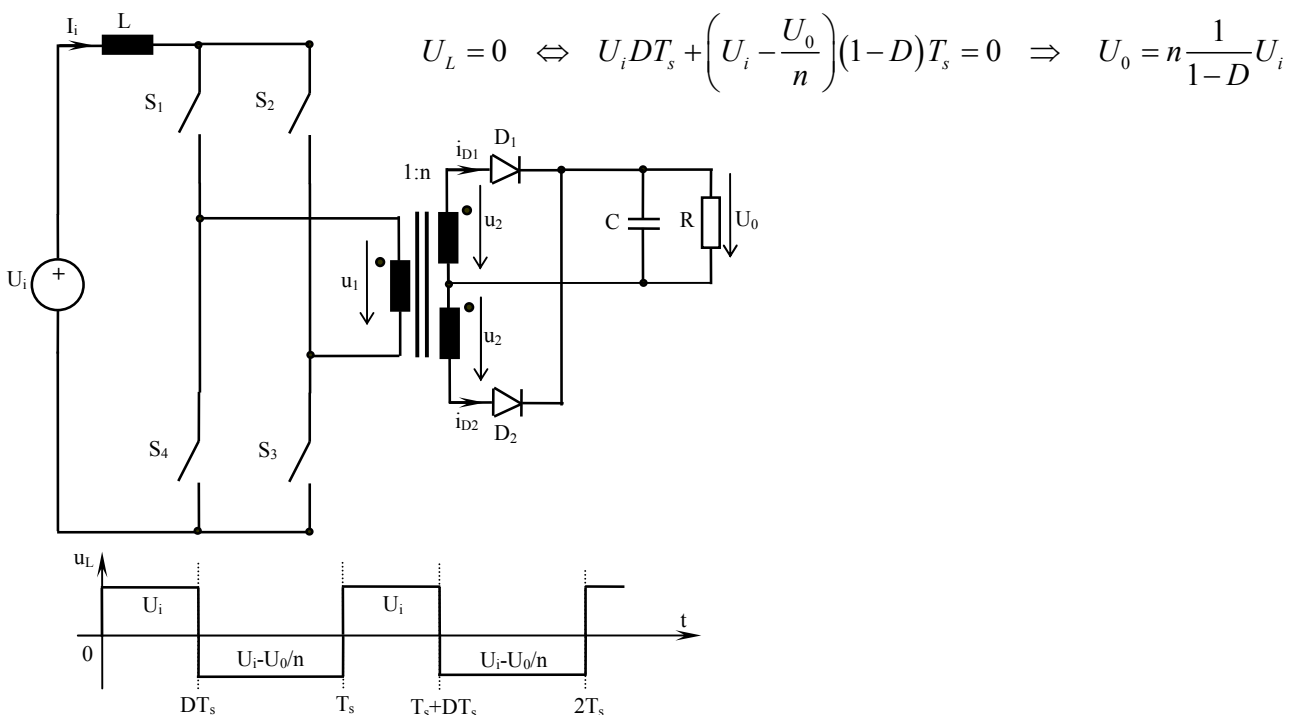 U_L = 0 ⇔ U_i DT_s + (U_i − U_0/n)(1−D)T_s = 0 ⇒ U_0 = n 1/(1−D) U_i
I_i
L
S_1
S_2
D_1
i_D1
1:n
u_2
C
R
U_0
U_i
+
u_1
u_2
i_D2
D_2
S_4
S_3
u_L
U_i
U_i
t
0
U_i-U_0/n
U_i-U_0/n
DT_s
T_s
T_s+DT_s
2T_s